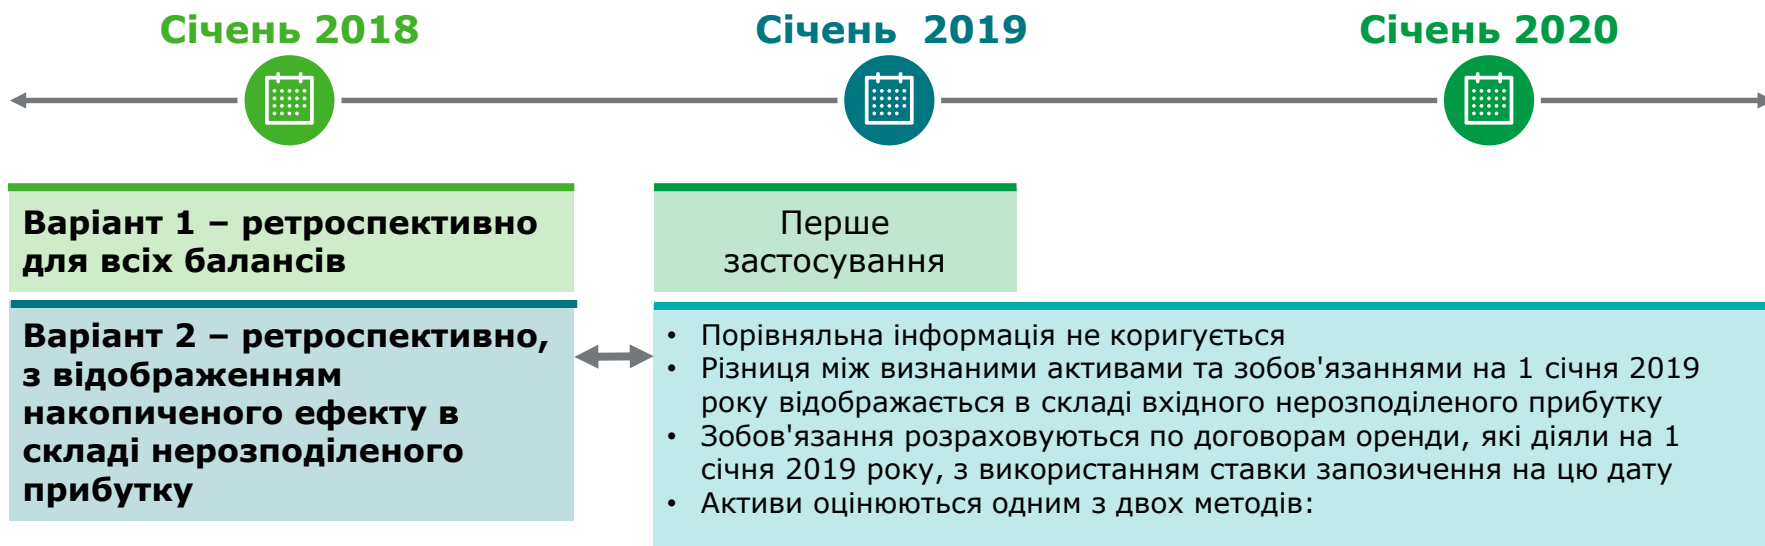 Січень 2018
Січень 2019
Січень 2020
Варіант 1 – ретроспективно
для всіх балансів
Перше
застосування
Варіант 2 – ретроспективно,
з відображенням
накопиченого ефекту в
складі нерозподіленого
прибутку
• Порівняльна інформація не коригується
• Різниця між визнаними активами та зобов'язаннями на 1 січня 2019
року відображається в складі вхідного нерозподіленого прибутку
• Зобов'язання розраховуються по договорам оренди, які діяли на 1
січня 2019 року, з використанням ставки запозичення на цю дату
• Активи оцінюються одним з двох методів: